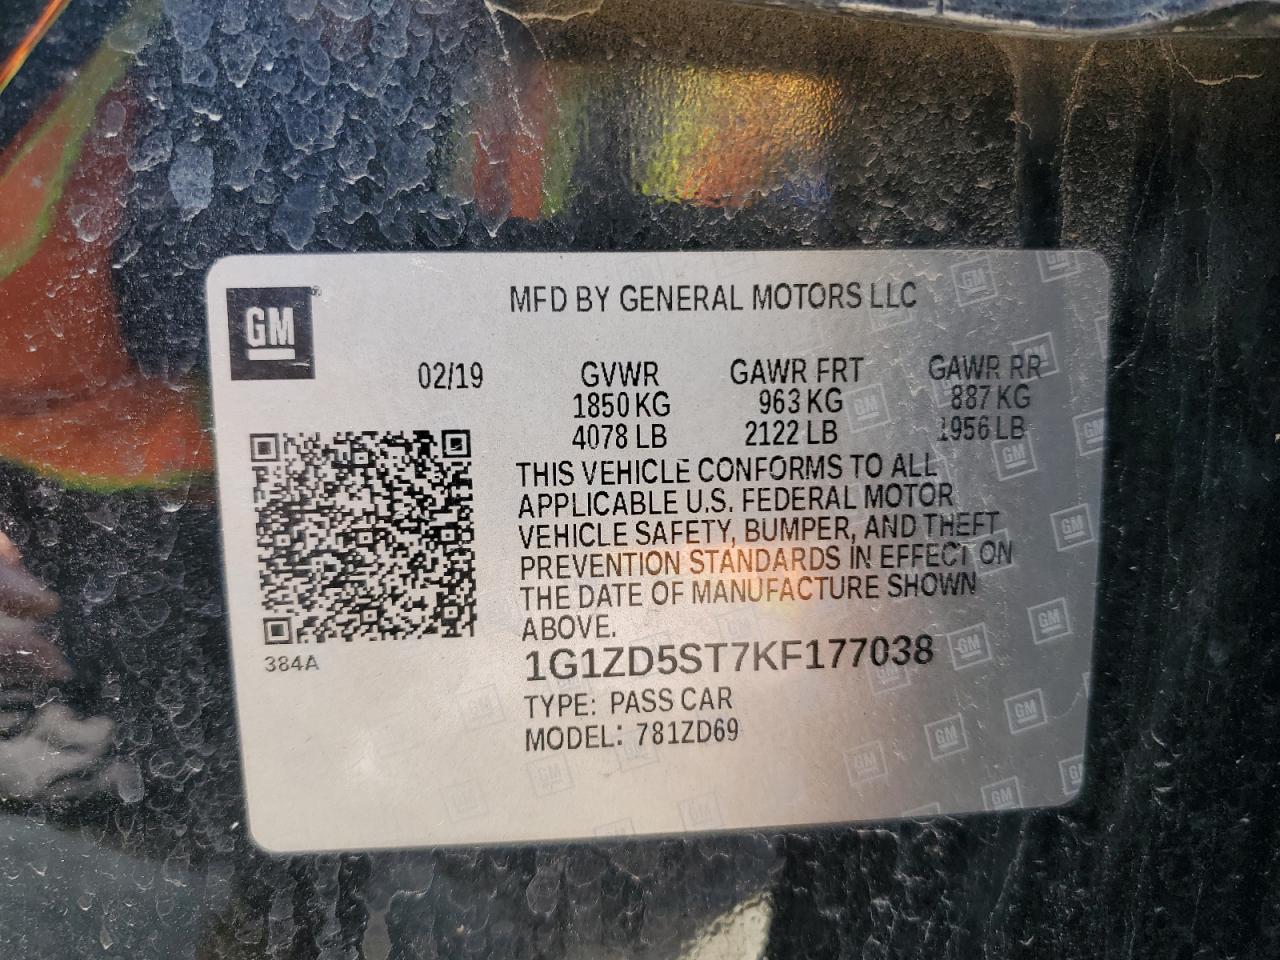 GM
MFD BY GENERAL MOTORS LLC
02/19 GVWR GAWR FRT GAWR RR
1850 KG 963 KG 887 KG
4078 LB 2122 LB 1956 LB
THIS VEHICLE CONFORMS TO ALL
APPLICABLE U.S. FEDERAL MOTOR
VEHICLE SAFETY, BUMPER, AND THEFT
PREVENTION STANDARDS IN EFFECT ON
THE DATE OF MANUFACTURE SHOWN
ABOVE.
384A
1G1ZD5ST7KF177038
TYPE: PASS CAR
MODEL: 781ZD69